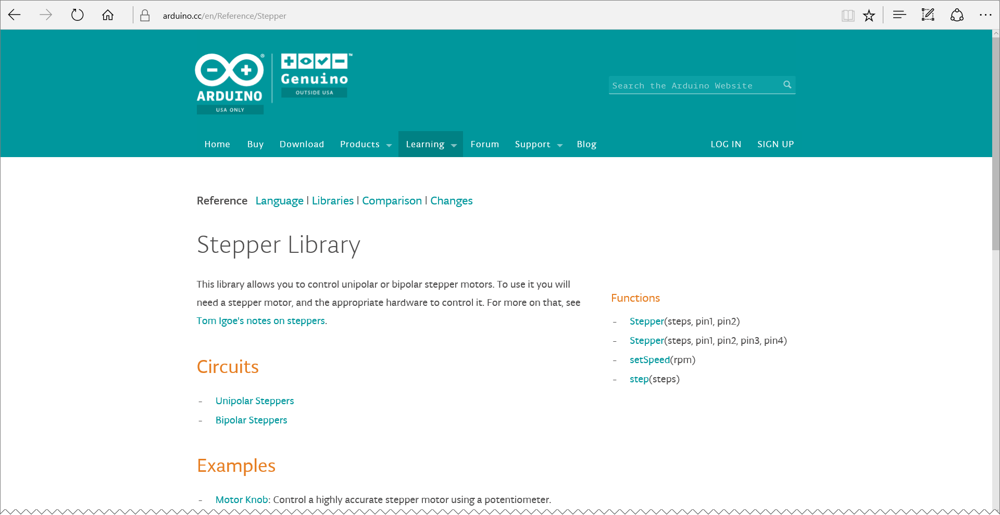 arduino.cc/en/Reference/Stepper
ARDUINO ®
USA ONLY
Genuino ™
OUTSIDE USA
Search the Arduino Website
Home Buy Download Products Learning Forum Support Blog LOG IN SIGN UP
Reference Language | Libraries | Comparison | Changes
Stepper Library
This library allows you to control unipolar or bipolar stepper motors. To use it you will
need a stepper motor, and the appropriate hardware to control it. For more on that, see
Tom Igoe's notes on steppers.
Circuits
- Unipolar Steppers
- Bipolar Steppers
Examples
- Motor Knob: Control a highly accurate stepper motor using a potentiometer.
Functions
- Stepper(steps, pin1, pin2)
- Stepper(steps, pin1, pin2, pin3, pin4)
- setSpeed(rpm)
- step(steps)